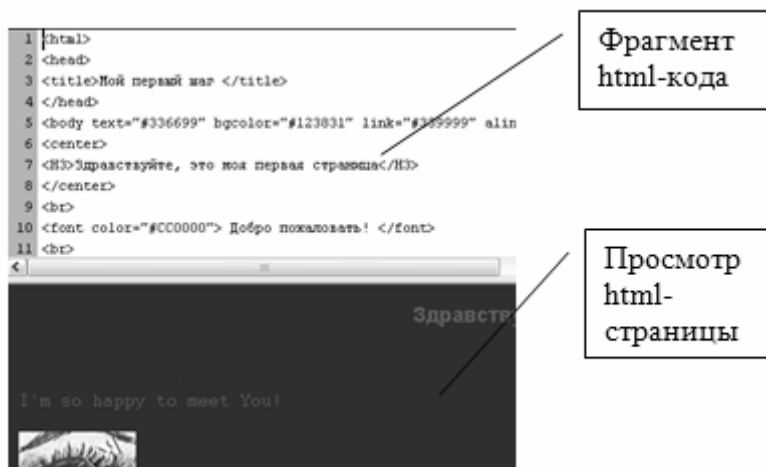 1 <html>
2 <head>
3 <title>Мой первый шаг </title>
4 </head>
5 <body text="#336699" bgcolor="#123831" link="#339999" alin
6 <center>
7 <H3>Здравствуйте, это моя первая страница</H3>
8 </center>
9 <br>
10 <font color="#CC0000"> Добро пожаловать! </font>
11 <br>
Фрагмент
html-кода
Просмотр
html-
страницы
Здравству
I'm so happy to meet You!